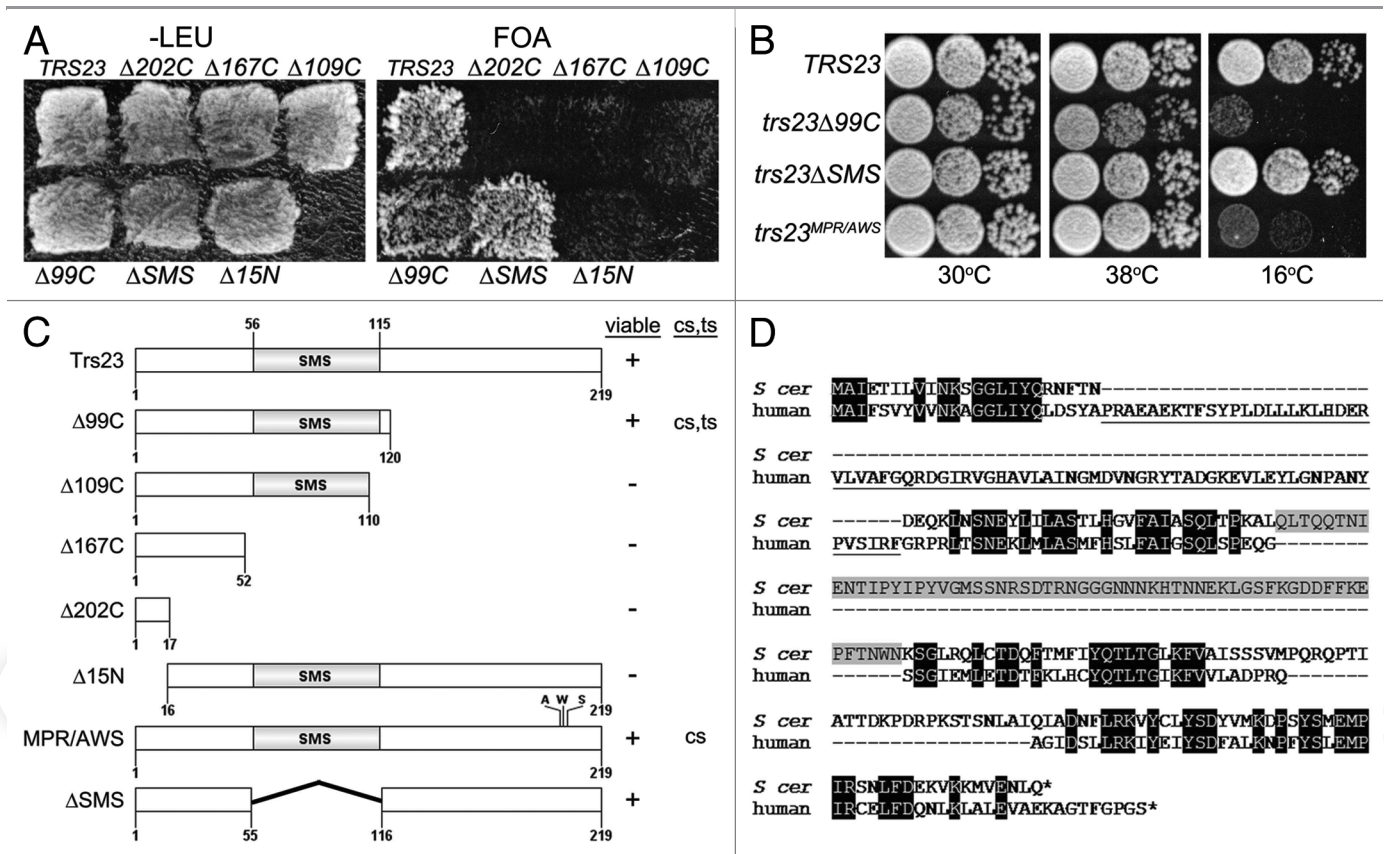 A
-LEU
FOA
TRS23 Δ202C Δ167C Δ109C
TRS23 Δ202C Δ167C Δ109C
Δ99C ΔSMS Δ15N
Δ99C ΔSMS Δ15N
B
TRS23
trs23Δ99C
trs23ΔSMS
trs23MPR/AWS
30oC 38oC 16oC
C
56 115 viable cs,ts
Trs23 SMS +
1 219
Δ99C SMS + cs,ts
1 120
Δ109C SMS -
1 110
Δ167C -
1 52
Δ202C -
1 17
Δ15N SMS -
16 219
A W S
MPR/AWS SMS + cs
1 219
ΔSMS +
1 55 116 219
D
S cer MAIETILVINKSGGLIYQRNFTN-----------------------
human MAIFSVYVVNKAGGLIYQLDSYAPRAEAEKTFSYPLDLLLKLHDER
S cer ----------------------------------------------
human VLVAFGQRDGIRVGHAVLAINGMDVNGRYTADGKEVLEYLGNPANY
S cer ------DEQKLNSNEYLILASTLHGVFAIASQLTPKALQLTQQTNI
human PVSIRFGRPRLTSNEKLMLASMFHSLFAIGSQLSPEQG--------
S cer ENTIPYIPYVGMSSNRSDTRNGGGNNNKHTNNEKLGSFKGDDFFKE
human ----------------------------------------------
S cer PFTNWNKSGLRQLCTDQFTMFIYQTLTGLKFVAISSSVMPQRQPTI
human ------SSGIEMLETDTFKLHCYQTLTGIKFVVLADPRQ-------
S cer ATTDKPDRPKSTSNLAIQIADNFLRKVYCLYSDYVMKDPSYSMEMP
human -----------------AGIDSLLRKIYEIYSDFALKNPFYSLEMP
S cer IRSNLFDEKVKKMVENLQ*
human IRCELFDQNLKLALEVAEKAGTFGPGS*